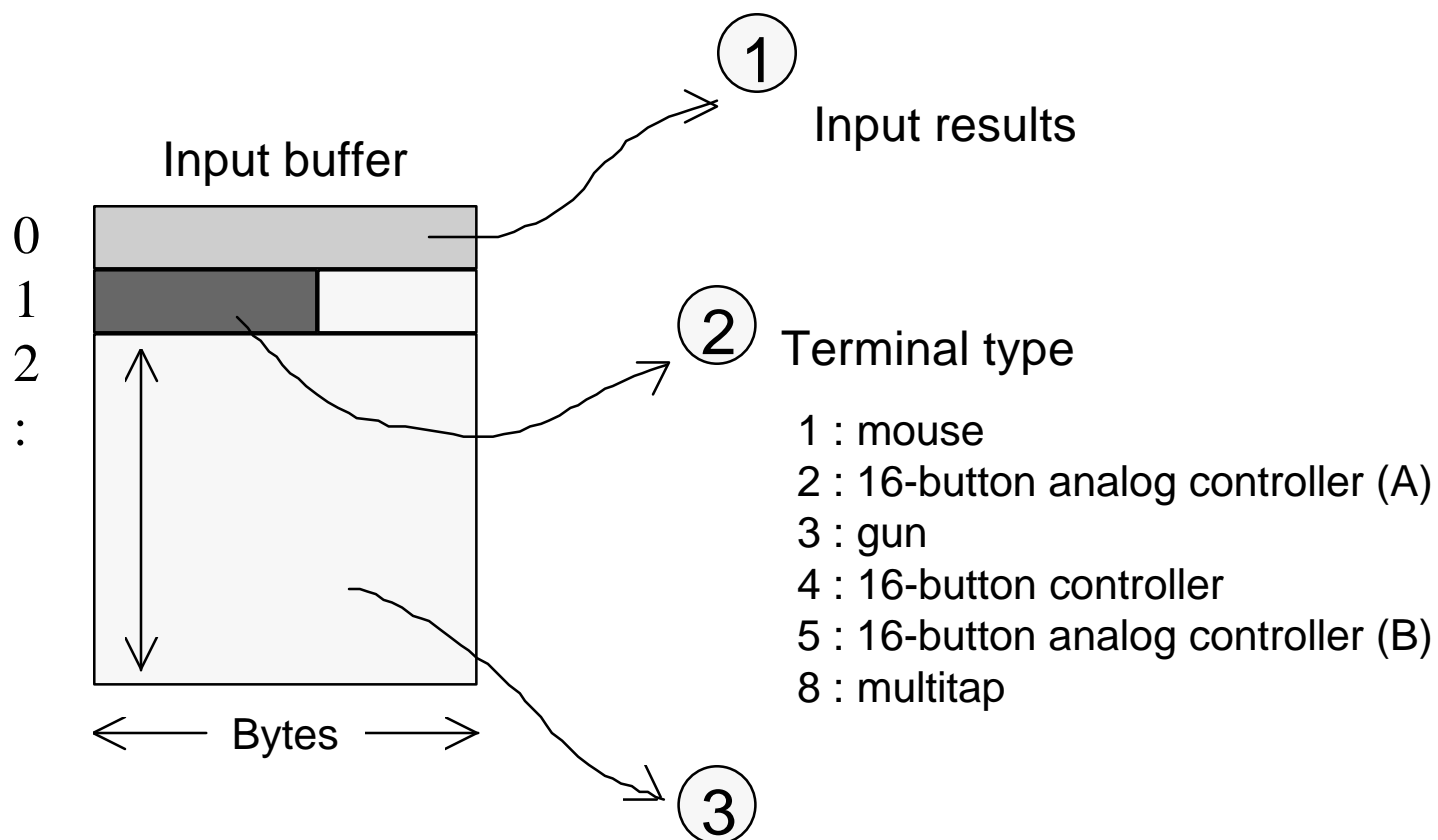 1
Input results
Input buffer
0
1
2
:
2
Terminal type
1 : mouse
2 : 16-button analog controller (A)
3 : gun
4 : 16-button controller
5 : 16-button analog controller (B)
8 : multitap
Bytes
3